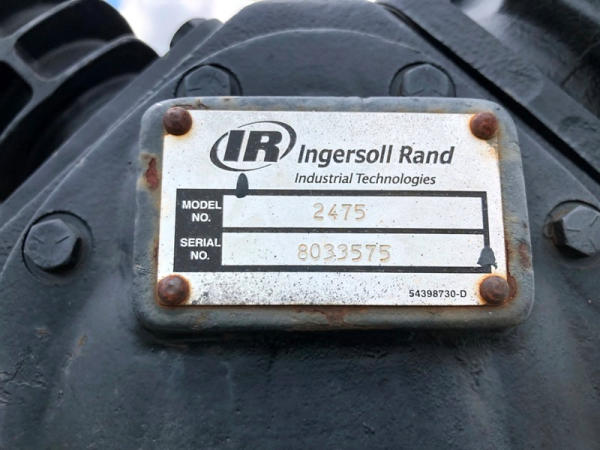 IR Ingersoll Rand
Industrial Technologies
MODEL NO. 2475
SERIAL NO. 8033575
54398730-D